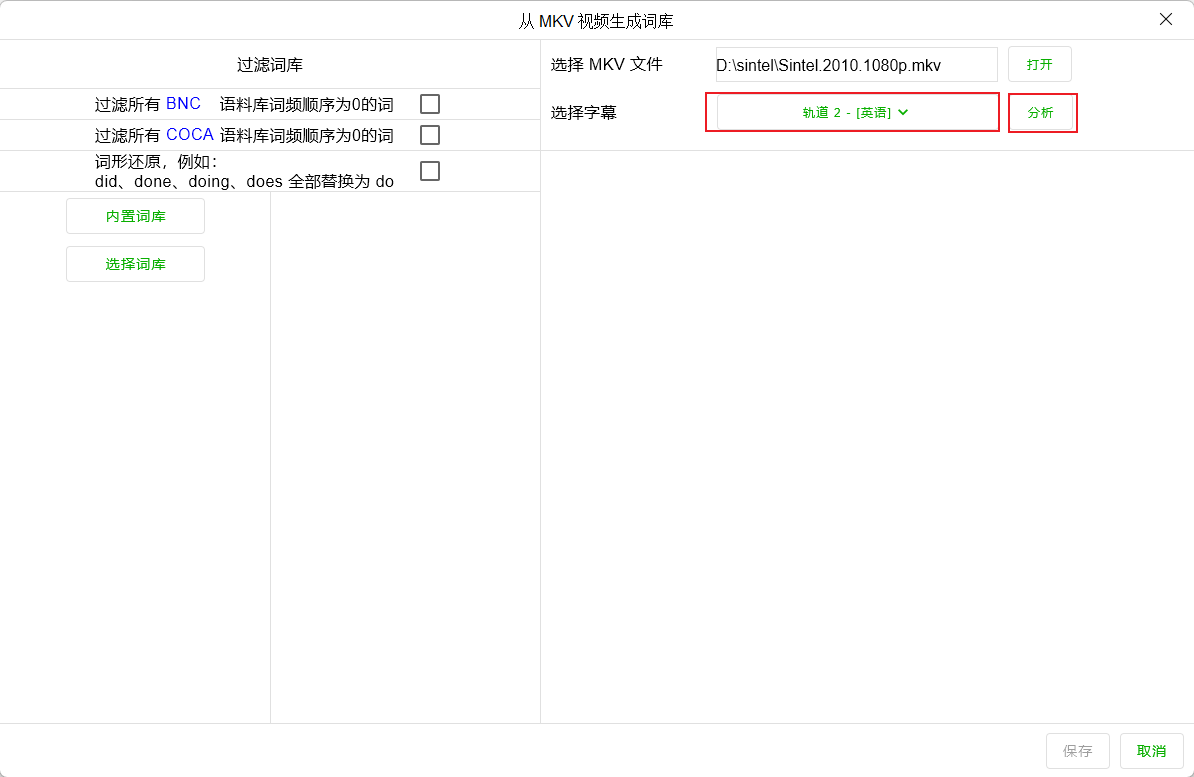 从 MKV 视频生成词库
过滤词库
过滤所有 BNC 语料库词频顺序为0的词
过滤所有 COCA 语料库词频顺序为0的词
词形还原，例如：
did、done、doing、does 全部替换为 do
内置词库
选择词库
选择 MKV 文件 D:\sintel\Sintel.2010.1080p.mkv 打开
选择字幕 轨道 2 - [英语] 分析
保存 取消